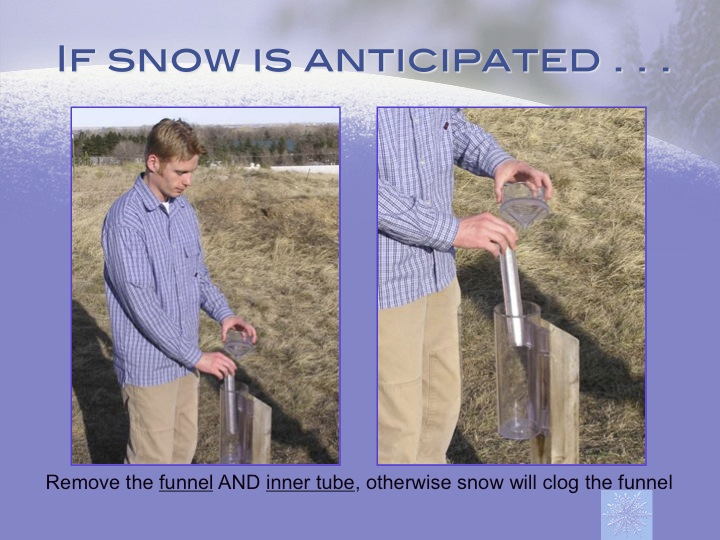 If snow is anticipated . . .
Remove the funnel AND inner tube, otherwise snow will clog the funnel